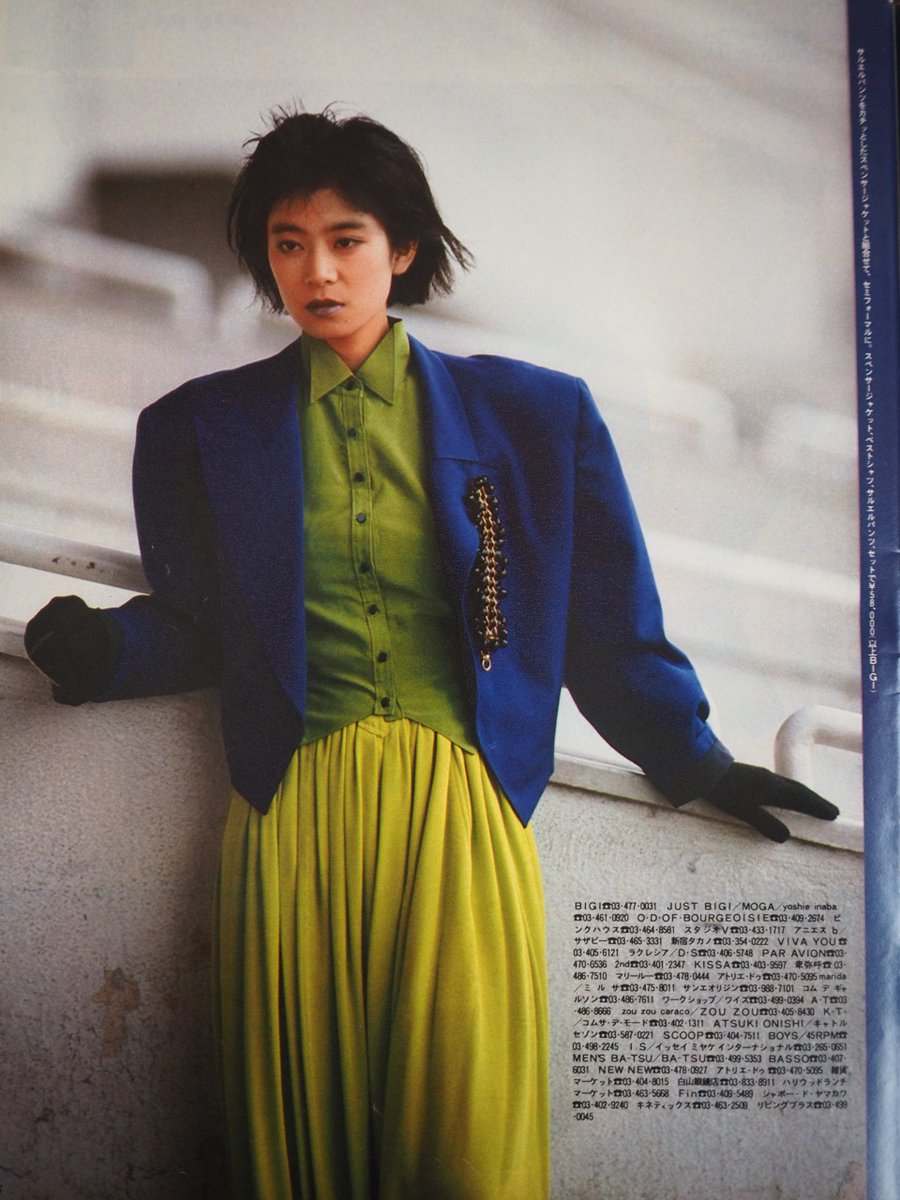 サルエルパンツをカチッとしたスペンサージャケットと組合せて、セミフォーマルに。スペンサージャケット、ベストシャツ、サルエルパンツ、セットで¥58,000(以上BIGI)
BIGI☎03·477·0031 JUST BIGI/MOGA/yoshie inaba
☎03·461·0920 O·D·OF·BOURGEOISIE☎03·409·2674 ピ
ンクハウス☎03·464·8581 スタジオV☎03·433·1717 アニエス b/
サザビー☎03·465·3331 新宿タカノ☎03·354·0222 VIVA YOU☎
03·405·6121 ラクレシア/D·S☎03·406·5748 PAR AVION☎03·
470·6536 2nd☎03·401·2347 KISSA☎03·403·9597 卑弥呼☎03·
486·7510 マリールー☎03·478·0444 アトリエ·ドゥ☎03·470·5095 marida
/ミルサ☎03·475·8011 サンエオリジン☎03·988·7101 コム デ ギャ
ルソン☎03·486·7611 ワークショップ/ワイズ☎03·499·0394 A·T☎03
·486·8666 zou zou caraco/ZOU ZOU☎03·405·8430 K·T·
/コムサ·デ·モード☎03·402·1311 ATSUKI ONISHI/キャトル
セゾン☎03·587·0221 SCOOP☎03·404·7511 BOYS/45RPM☎
03·498·2245 I.S./イッセイミヤケインターナショナル☎03·265·0651
MEN'S BA-TSU/BA-TSU☎03·499·5353 BASSO☎03·407·
6031 NEW NEW☎03·478·0927 アトリエ·ドゥ☎03·470·5095 雑貨
マーケット☎03·404·8015 白山眼鏡店☎03·833·8911 ハリウッドランチ
マーケット☎03·463·5668 Fin☎03·409·5489 ジャポー·ド·ヤマカワ
☎03·402·9240 キネティックス☎03·463·2509 リビングプラス☎03·499
·0045